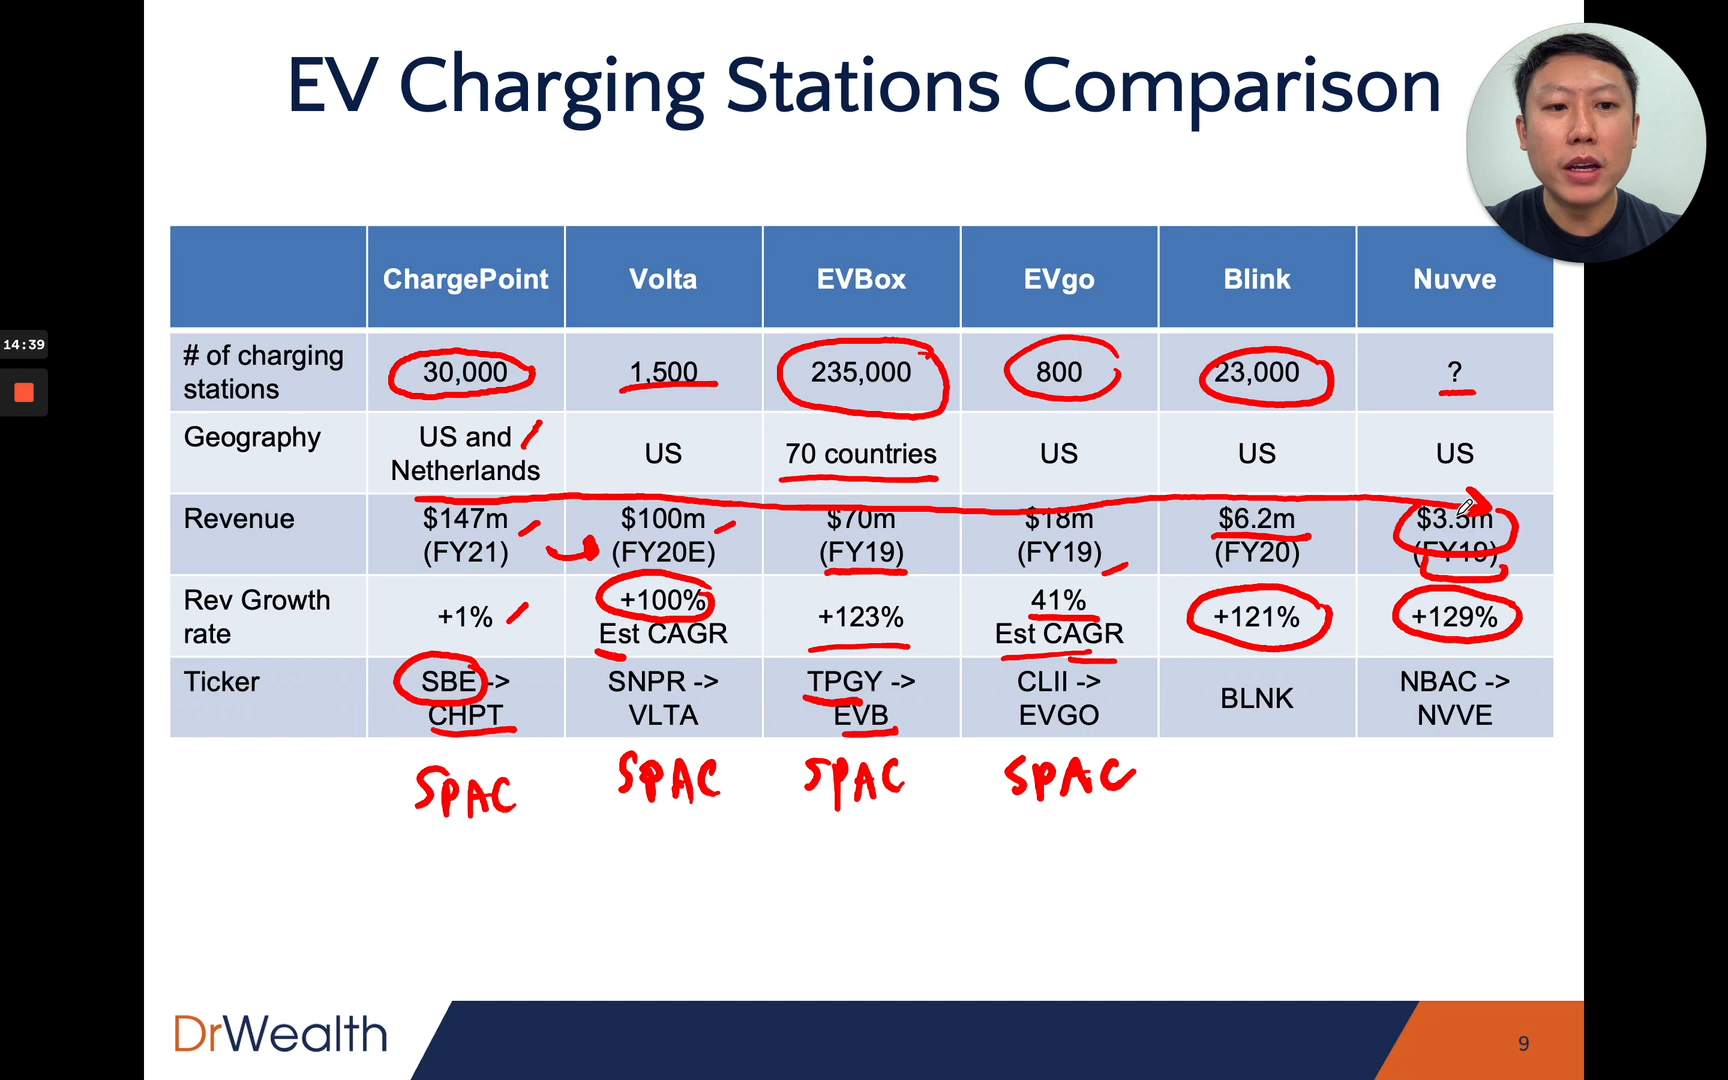 EV Charging Stations Comparison
14:39
ChargePoint Volta EVBox EVgo Blink Nuvve
# of charging stations 30,000 1,500 235,000 800 23,000 ?
Geography US and Netherlands US 70 countries US US US
Revenue $147m (FY21) $100m (FY20E) $70m (FY19) $18m (FY19) $6.2m (FY20) $3.5m (FY19)
Rev Growth rate +1% +100% Est CAGR +123% 41% Est CAGR +121% +129%
Ticker SBE -> CHPT SNPR -> VLTA TPGY -> EVB CLII -> EVGO BLNK NBAC -> NVVE
SPAC SPAC SPAC SPAC
DrWealth
9